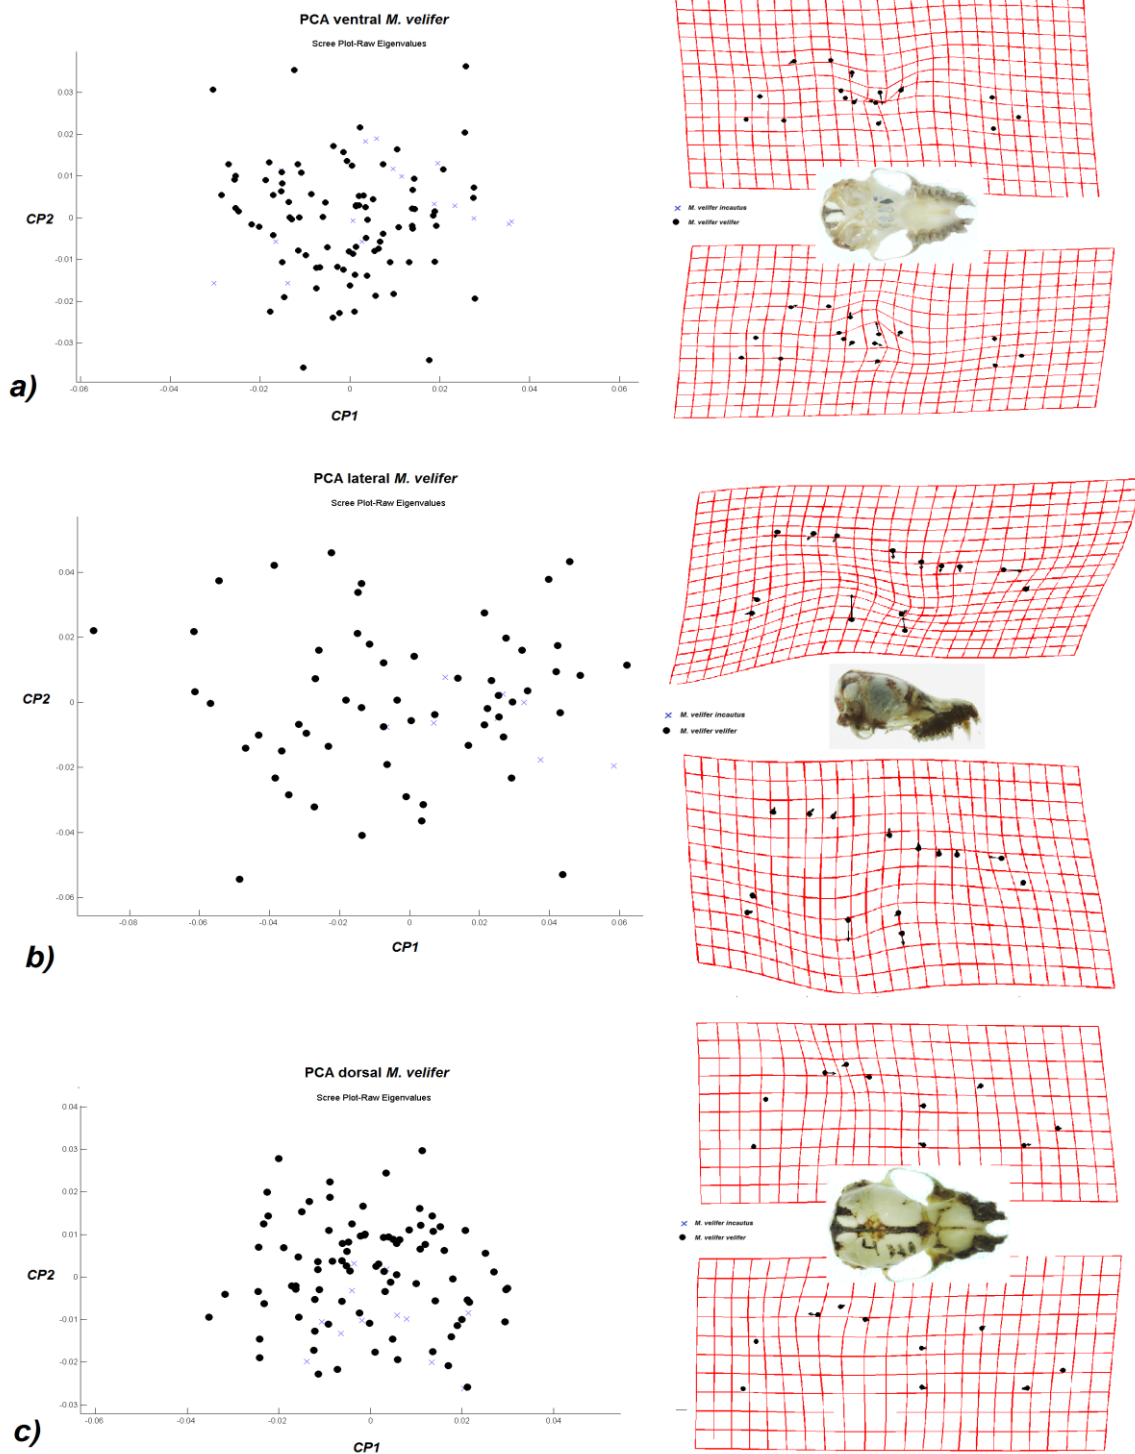 PCA ventral M. velifer
Scree Plot-Raw Eigenvalues
0.03
0.02
0.01
CP2
0
-0.01
-0.02
-0.03
-0.06
-0.04
-0.02
0
0.02
0.04
0.06
CP1
a)
M. velifer incautus
M. velifer velifer
PCA lateral M. velifer
Scree Plot-Raw Eigenvalues
0.04
0.02
CP2
0
-0.02
-0.04
-0.06
-0.08
-0.06
-0.04
-0.02
0
0.02
0.04
0.06
CP1
b)
M. velifer incautus
M. velifer velifer
PCA dorsal M. velifer
Scree Plot-Raw Eigenvalues
0.04
0.03
0.02
0.01
CP2
0
-0.01
-0.02
-0.03
-0.06
-0.04
-0.02
0
0.02
0.04
CP1
c)
M. velifer incautus
M. velifer velifer